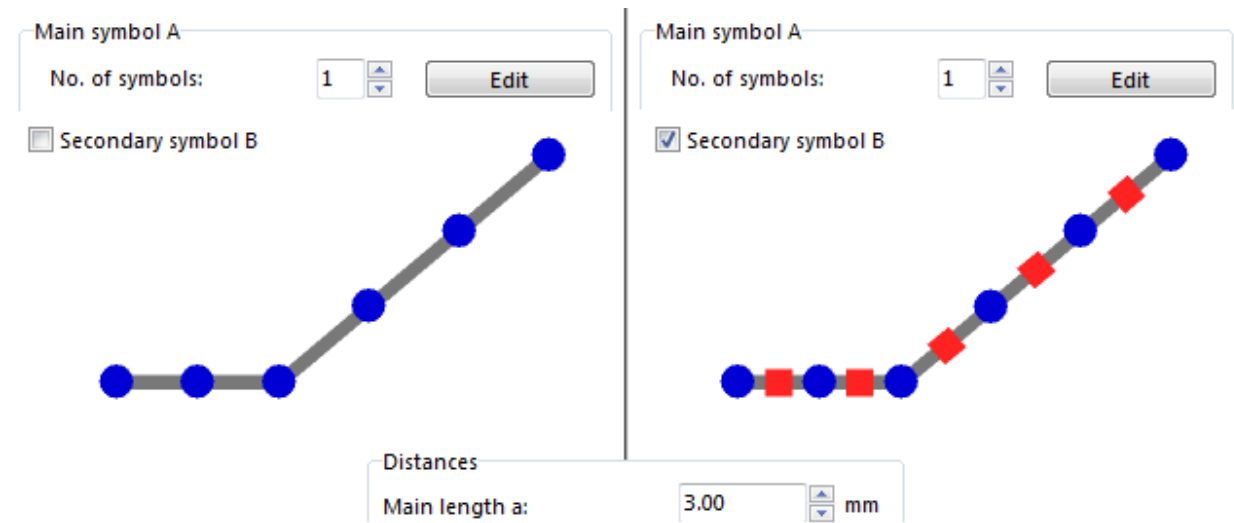 Main symbol A
No. of symbols: 1 Edit
Secondary symbol B
Main symbol A
No. of symbols: 1 Edit
Secondary symbol B
Distances
Main length a: 3.00 mm